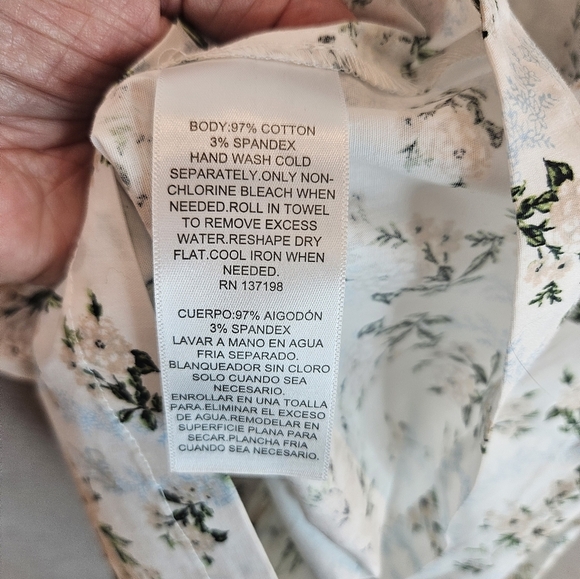 BODY:97% COTTON
3% SPANDEX
HAND WASH COLD
SEPARATELY.ONLY NON-
CHLORINE BLEACH WHEN
NEEDED.ROLL IN TOWEL
TO REMOVE EXCESS
WATER.RESHAPE DRY
FLAT.COOL IRON WHEN
NEEDED.
RN 137198
CUERPO:97% AIGODÓN
3% SPANDEX
LAVAR A MANO EN AGUA
FRIA SEPARADO.
BLANQUEADOR SIN CLORO
SOLO CUANDO SEA
NECESARIO.
ENROLLAR EN UNA TOALLA
PARA.ELIMINAR EL EXCESO
DE AGUA.REMODELAR EN
SUPERFICIE PLANA PARA
SECAR.PLANCHA FRIA
CUANDO SEA NECESARIO.